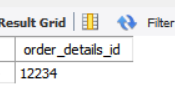 Result Grid Filter
order_details_id
12234